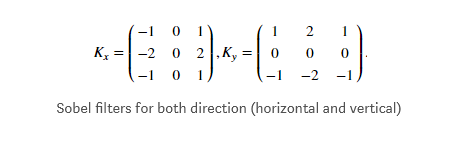 -1 0 1 1 2 1
Kx = -2 0 2 , Ky = 0 0 0 .
-1 0 1 -1 -2 -1
Sobel filters for both direction (horizontal and vertical)